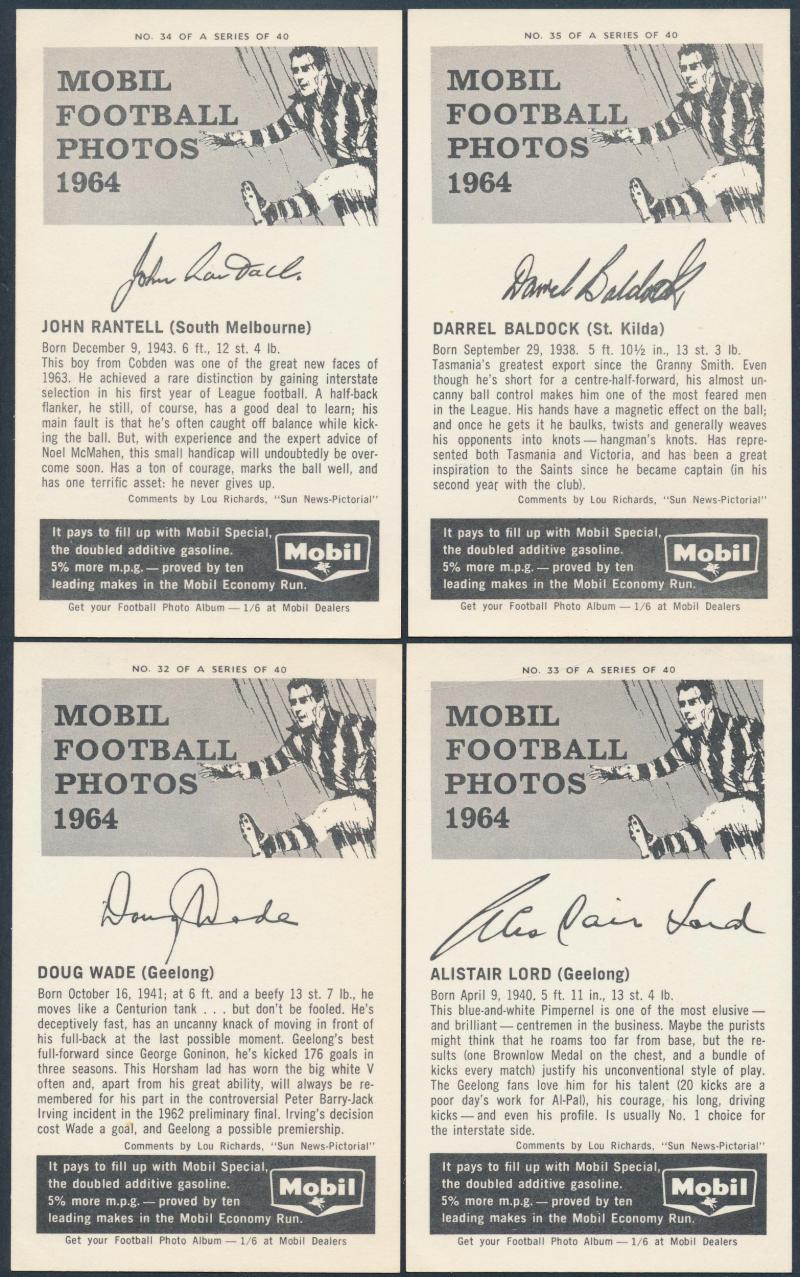 NO. 34 OF A SERIES OF 40
MOBIL
FOOTBALL
PHOTOS
1964
John Rantell
JOHN RANTELL (South Melbourne)
Born December 9, 1943. 6 ft., 12 st. 4 lb.
This boy from Cobden was one of the great new faces of
1963. He achieved a rare distinction by gaining interstate
selection in his first year of League football. A half-back
flanker, he still, of course, has a good deal to learn; his
main fault is that he's often caught off balance while kick-
ing the ball. But, with experience and the expert advice of
Noel McMahen, this small handicap will undoubtedly be over-
come soon. Has a ton of courage, marks the ball well, and
has one terrific asset: he never gives up.
Comments by Lou Richards, "Sun News-Pictorial"
It pays to fill up with Mobil Special,
the doubled additive gasoline.
5% more m.p.g. — proved by ten
leading makes in the Mobil Economy Run.
Mobil
Get your Football Photo Album — 1/6 at Mobil Dealers
NO. 35 OF A SERIES OF 40
MOBIL
FOOTBALL
PHOTOS
1964
Darrel Baldock
DARREL BALDOCK (St. Kilda)
Born September 29, 1938. 5 ft. 10½ in., 13 st. 3 lb.
Tasmania's greatest export since the Granny Smith. Even
though he's short for a centre-half-forward, his almost un-
canny ball control makes him one of the most feared men
in the League. His hands have a magnetic effect on the ball;
and once he gets it he baulks, twists and generally weaves
his opponents into knots — hangman's knots. Has repre-
sented both Tasmania and Victoria, and has been a great
inspiration to the Saints since he became captain (in his
second year with the club).
Comments by Lou Richards, "Sun News-Pictorial"
It pays to fill up with Mobil Special,
the doubled additive gasoline.
5% more m.p.g. — proved by ten
leading makes in the Mobil Economy Run.
Mobil
Get your Football Photo Album — 1/6 at Mobil Dealers
NO. 32 OF A SERIES OF 40
MOBIL
FOOTBALL
PHOTOS
1964
Doug Wade
DOUG WADE (Geelong)
Born October 16, 1941; at 6 ft. and a beefy 13 st. 7 lb., he
moves like a Centurion tank . . . but don't be fooled. He's
deceptively fast, has an uncanny knack of moving in front of
his full-back at the last possible moment. Geelong's best
full-forward since George Goninon, he's kicked 176 goals in
three seasons. This Horsham lad has worn the big white V
often and, apart from his great ability, will always be re-
membered for his part in the controversial Peter Barry-Jack
Irving incident in the 1962 preliminary final. Irving's decision
cost Wade a goal, and Geelong a possible premiership.
Comments by Lou Richards, "Sun News-Pictorial"
It pays to fill up with Mobil Special,
the doubled additive gasoline.
5% more m.p.g. — proved by ten
leading makes in the Mobil Economy Run.
Mobil
Get your Football Photo Album — 1/6 at Mobil Dealers
NO. 33 OF A SERIES OF 40
MOBIL
FOOTBALL
PHOTOS
1964
Alistair Lord
ALISTAIR LORD (Geelong)
Born April 9, 1940. 5 ft. 11 in., 13 st. 4 lb.
This blue-and-white Pimpernel is one of the most elusive —
and brilliant — centremen in the business. Maybe the purists
might think that he roams too far from base, but the re-
sults (one Brownlow Medal on the chest, and a bundle of
kicks every match) justify his unconventional style of play.
The Geelong fans love him for his talent (20 kicks are a
poor day's work for Al-Pal), his courage, his long, driving
kicks — and even his profile. Is usually No. 1 choice for
the interstate side.
Comments by Lou Richards, "Sun News-Pictorial"
It pays to fill up with Mobil Special,
the doubled additive gasoline.
5% more m.p.g. — proved by ten
leading makes in the Mobil Economy Run.
Mobil
Get your Football Photo Album — 1/6 at Mobil Dealers